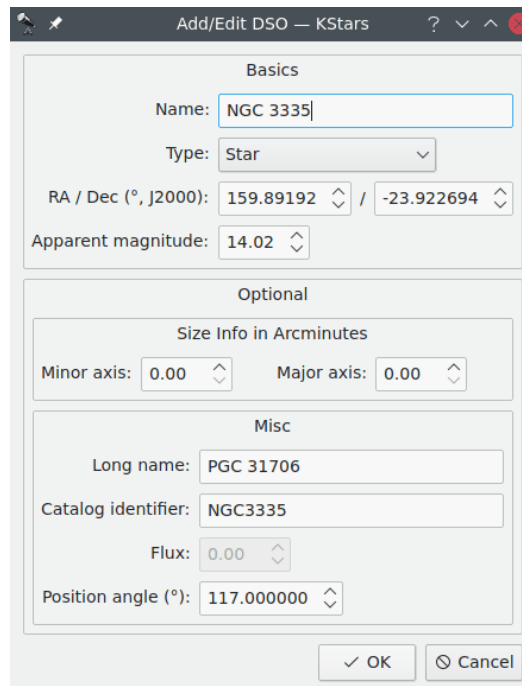 Add/Edit DSO — KStars
Basics
Name: NGC 3335
Type: Star
RA / Dec (°, J2000): 159.89192 / -23.922694
Apparent magnitude: 14.02
Optional
Size Info in Arcminutes
Minor axis: 0.00 Major axis: 0.00
Misc
Long name: PGC 31706
Catalog identifier: NGC3335
Flux: 0.00
Position angle (°): 117.000000
OK Cancel